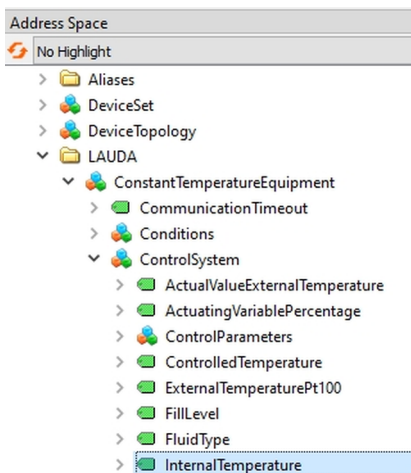 Address Space
No Highlight
Aliases
DeviceSet
DeviceTopology
LAUDA
ConstantTemperatureEquipment
CommunicationTimeout
Conditions
ControlSystem
ActualValueExternalTemperature
ActuatingVariablePercentage
ControlParameters
ControlledTemperature
ExternalTemperaturePt100
FillLevel
FluidType
InternalTemperature